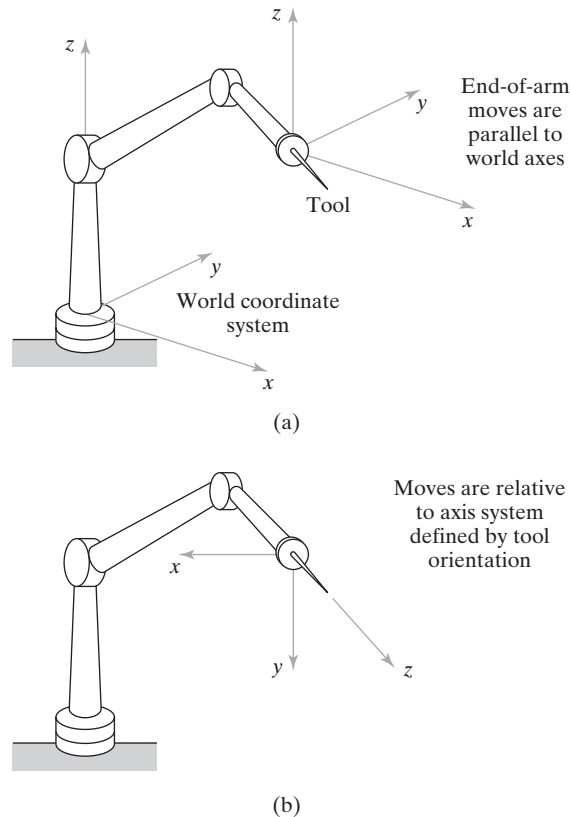 z
z
y
End-of-arm
moves are
parallel to
world axes
Tool
x
y
World coordinate
system
x
(a)
Moves are relative
to axis system
defined by tool
orientation
x
y
z
(b)